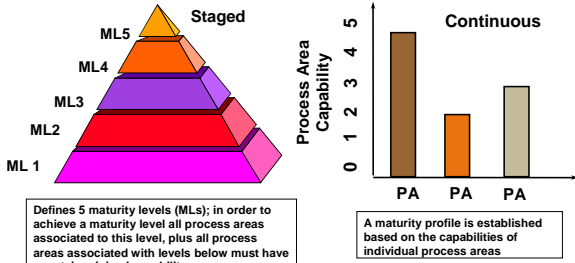 Staged
ML5
ML4
ML3
ML2
ML 1
Defines 5 maturity levels (MLs); in order to
achieve a maturity level all process areas
associated to this level, plus all process
areas associated with levels below must have
Continuous
Process Area
Capability
5
4
3
2
1
0
PA
PA
PA
A maturity profile is established
based on the capabilities of
individual process areas